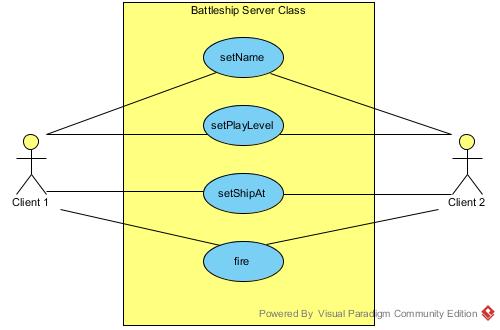 Battleship Server Class
setName
setPlayLevel
setShipAt
Client 1
Client 2
fire
Powered By Visual Paradigm Community Edition